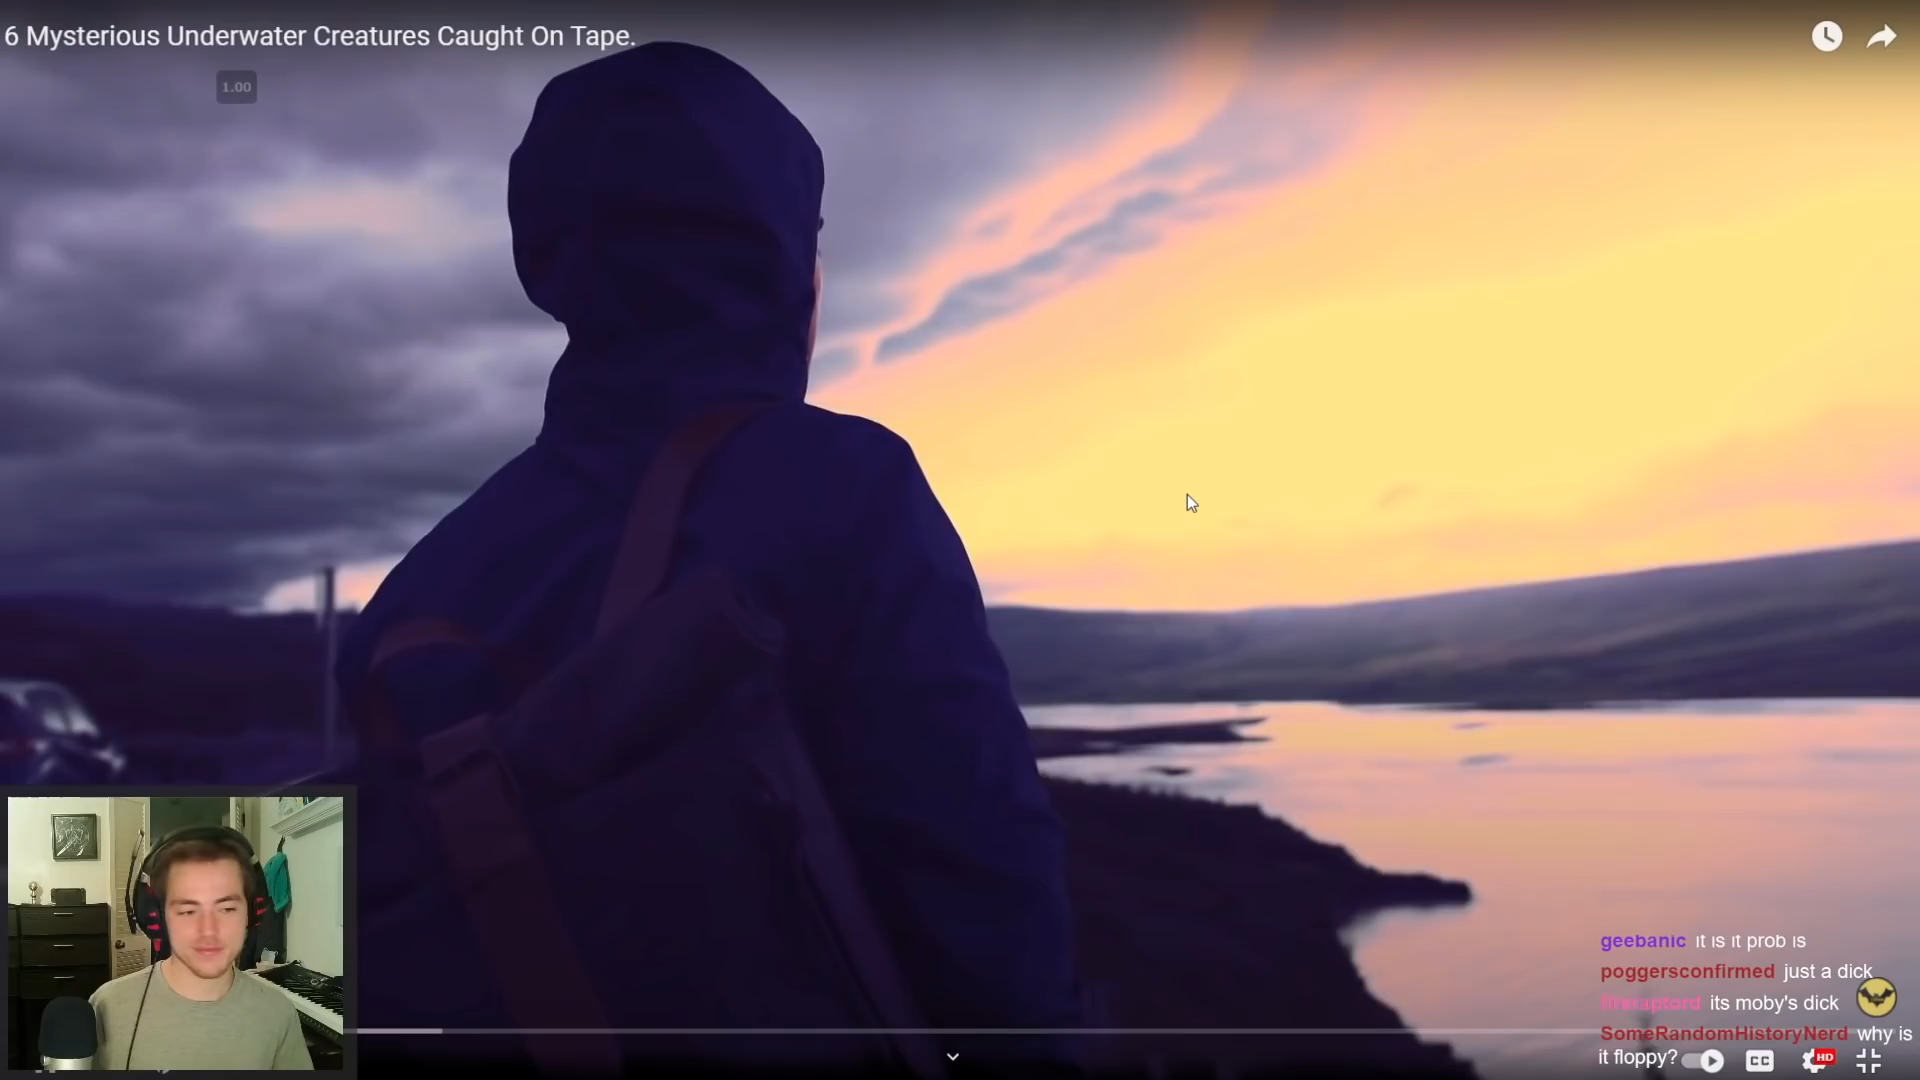 6 Mysterious Underwater Creatures Caught On Tape.
1.00
geebanic it is it prob is
poggersconfirmed just a dick
its moby's dick
SomeRandomHistoryNerd why is
it floppy?
CC
HD